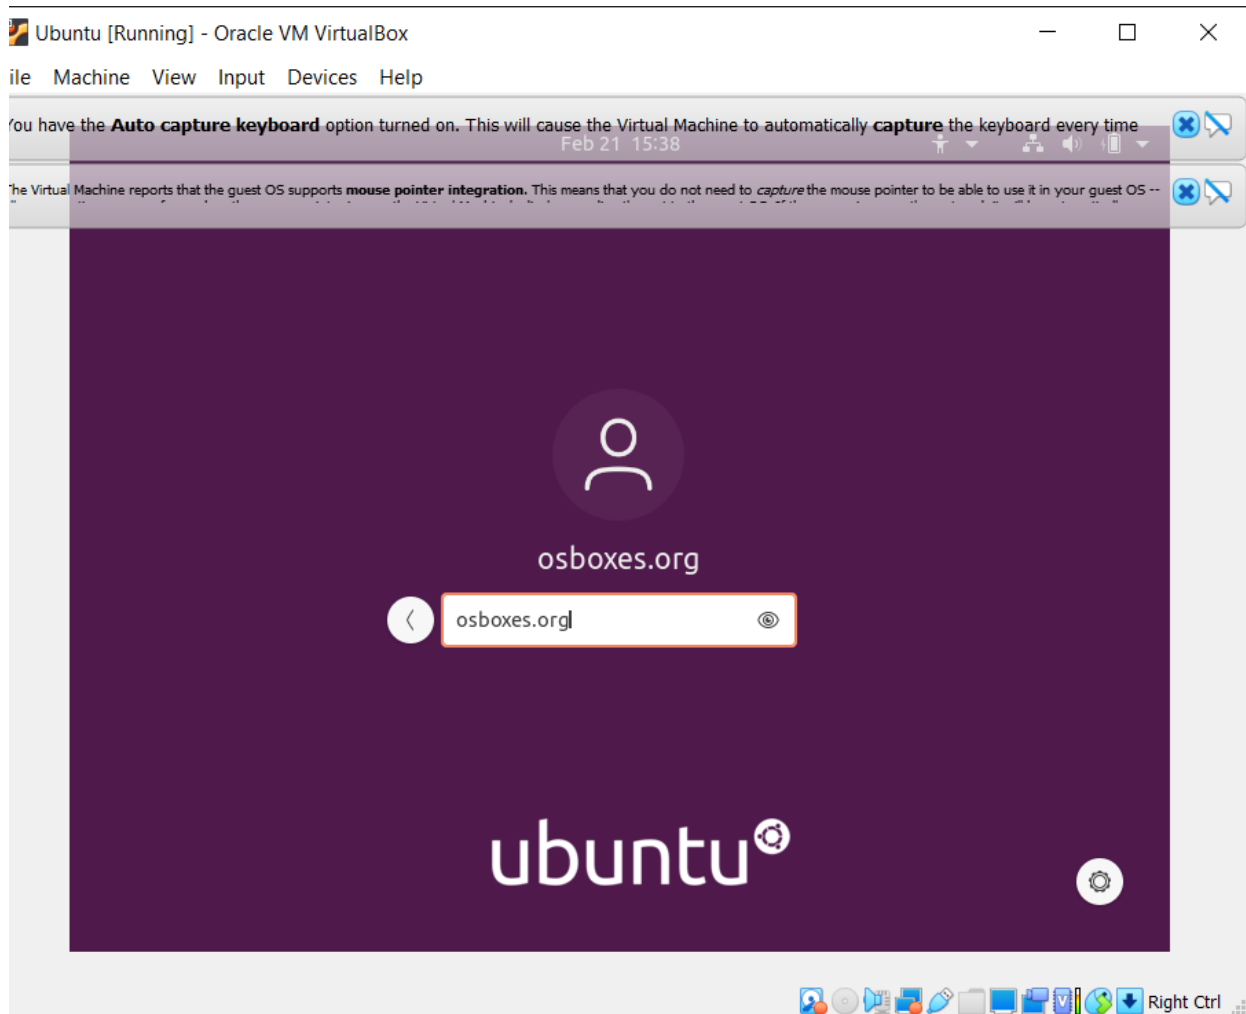 Ubuntu [Running] - Oracle VM VirtualBox
ile Machine View Input Devices Help
You have the Auto capture keyboard option turned on. This will cause the Virtual Machine to automatically capture the keyboard every time
Feb 21 15:38
The Virtual Machine reports that the guest OS supports mouse pointer integration. This means that you do not need to capture the mouse pointer to be able to use it in your guest OS --
osboxes.org
osboxes.org
ubuntu
Right Ctrl